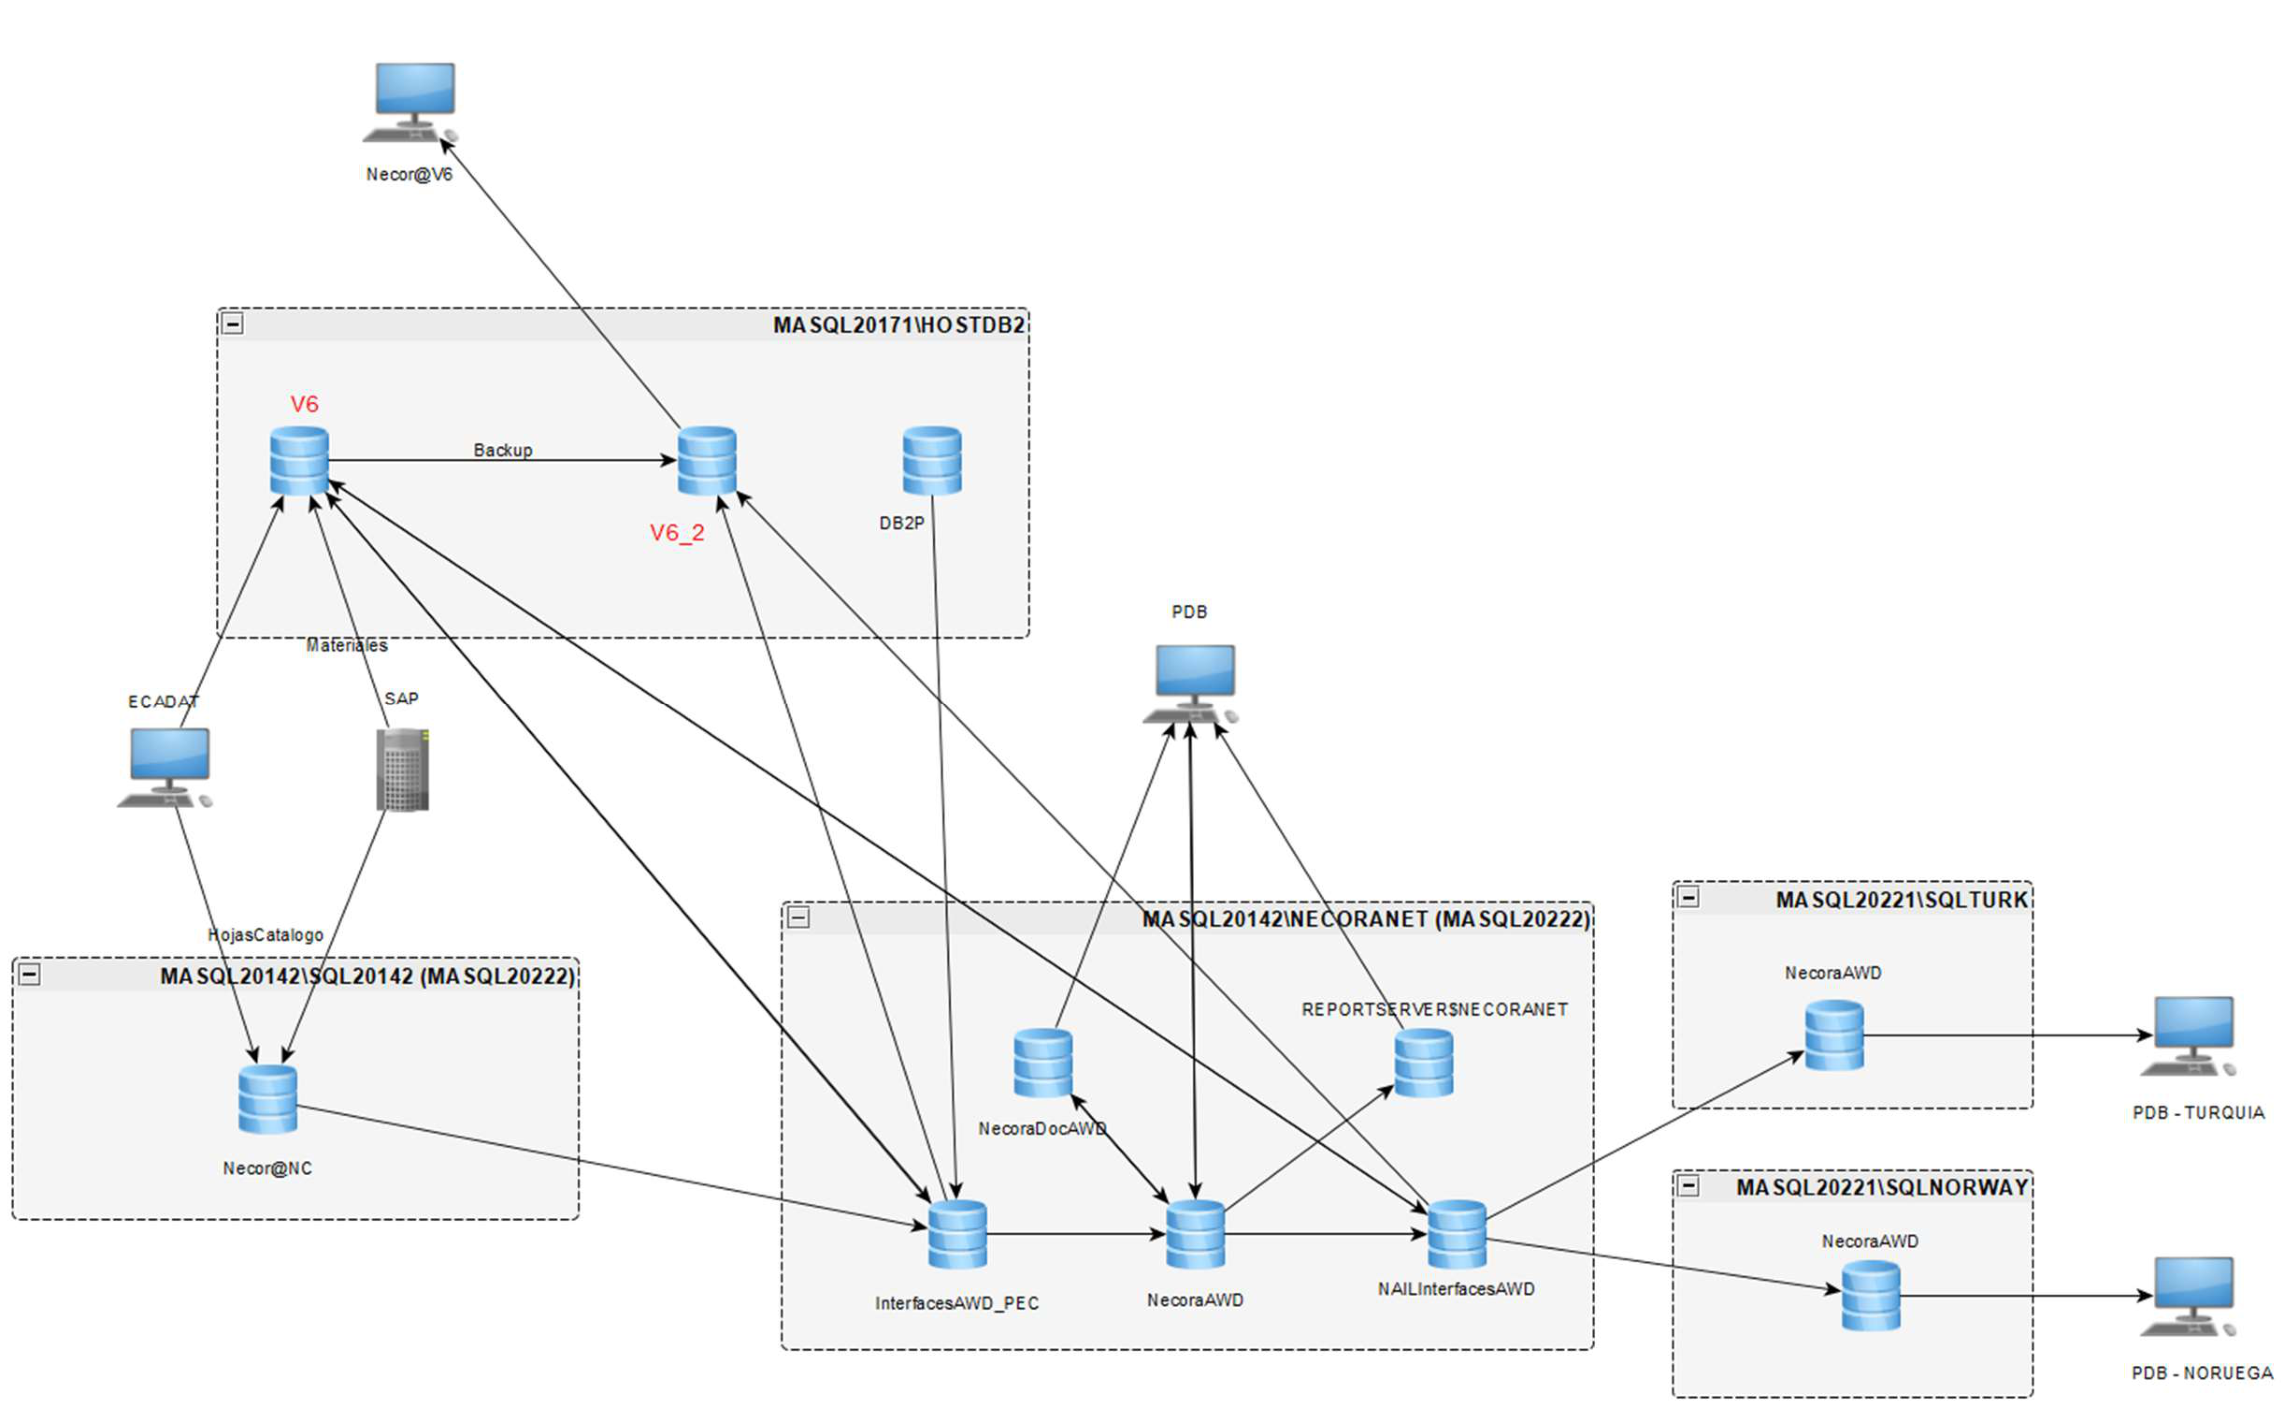 Necor@V6
MASQL20171\HOSTDB2
V6
Backup
V6_2
DB2P
Materiales
ECADAT
SAP
PDB
HojasCatalogo
MASQL20142\SQL20142 (MASQL20222)
Necor@NC
MASQL20142\NECORANET (MASQL20222)
REPORTSERVER$NECORANET
NecoraDocAWD
InterfacesAWD_PEC
NecoraAWD
NAILInterfacesAWD
MASQL20221\SQLTURK
NecoraAWD
PDB - TURQUIA
MASQL20221\SQLNORWAY
NecoraAWD
PDB - NORUEGA